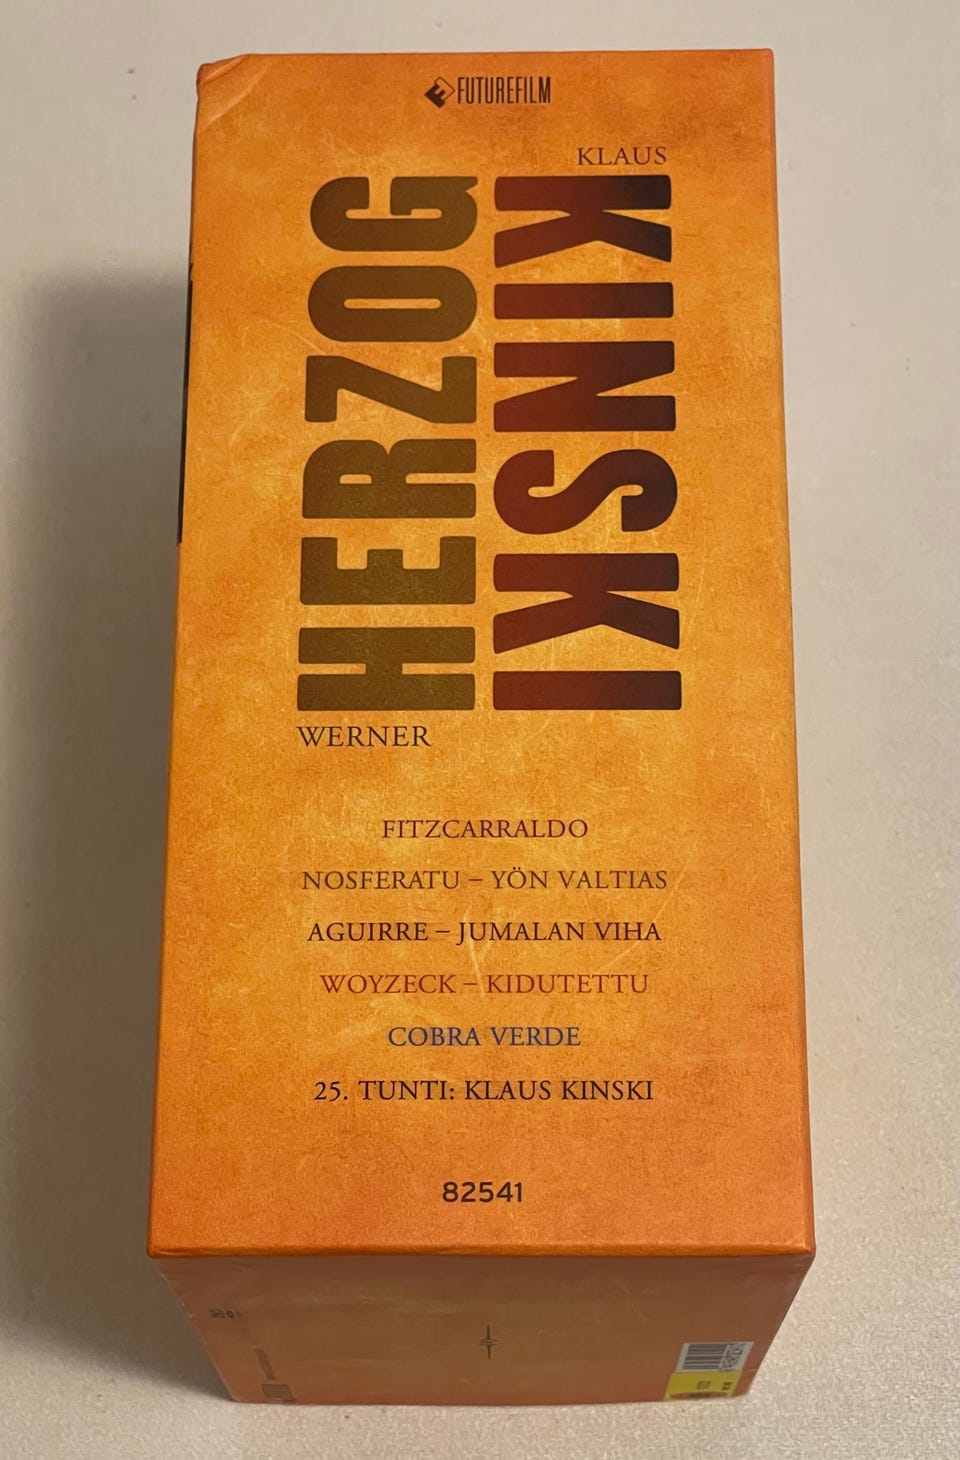 FUTUREFILM
KLAUS
KINSKI
HERZOG
WERNER
FITZCARRALDO
NOSFERATU – YÖN VALTIAS
AGUIRRE – JUMALAN VIHA
WOYZECK – KIDUTETTU
COBRA VERDE
25. TUNTI: KLAUS KINSKI
82541